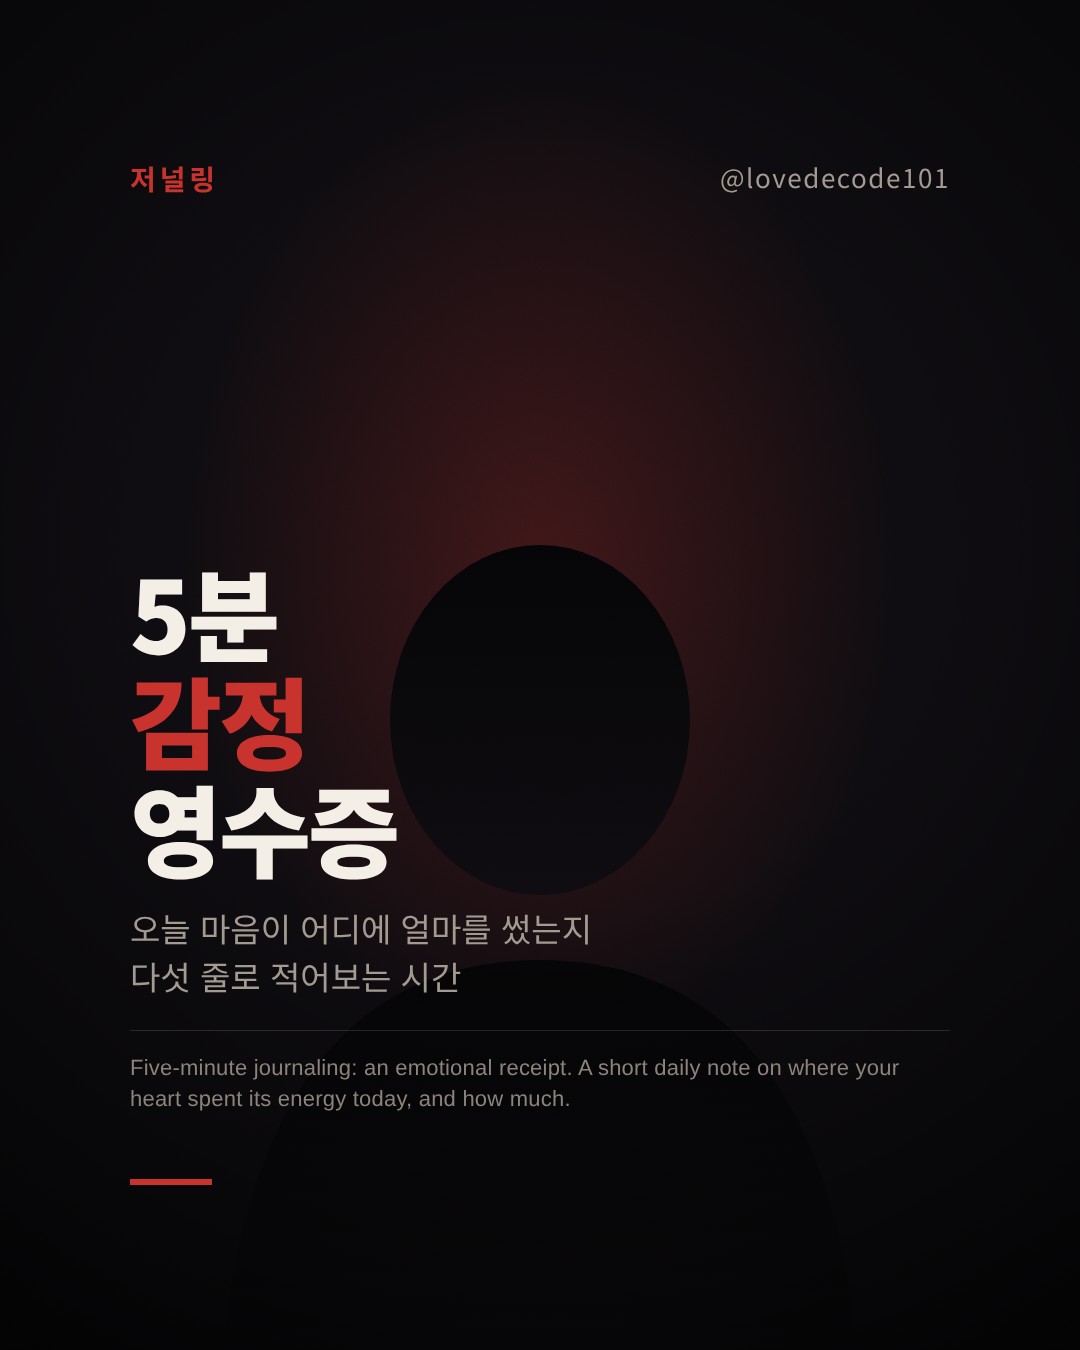 저널링
@lovedecode101
5분
감정
영수증
오늘 마음이 어디에 얼마를 썼는지
다섯 줄로 적어보는 시간
Five-minute journaling: an emotional receipt. A short daily note on where your
heart spent its energy today, and how much.